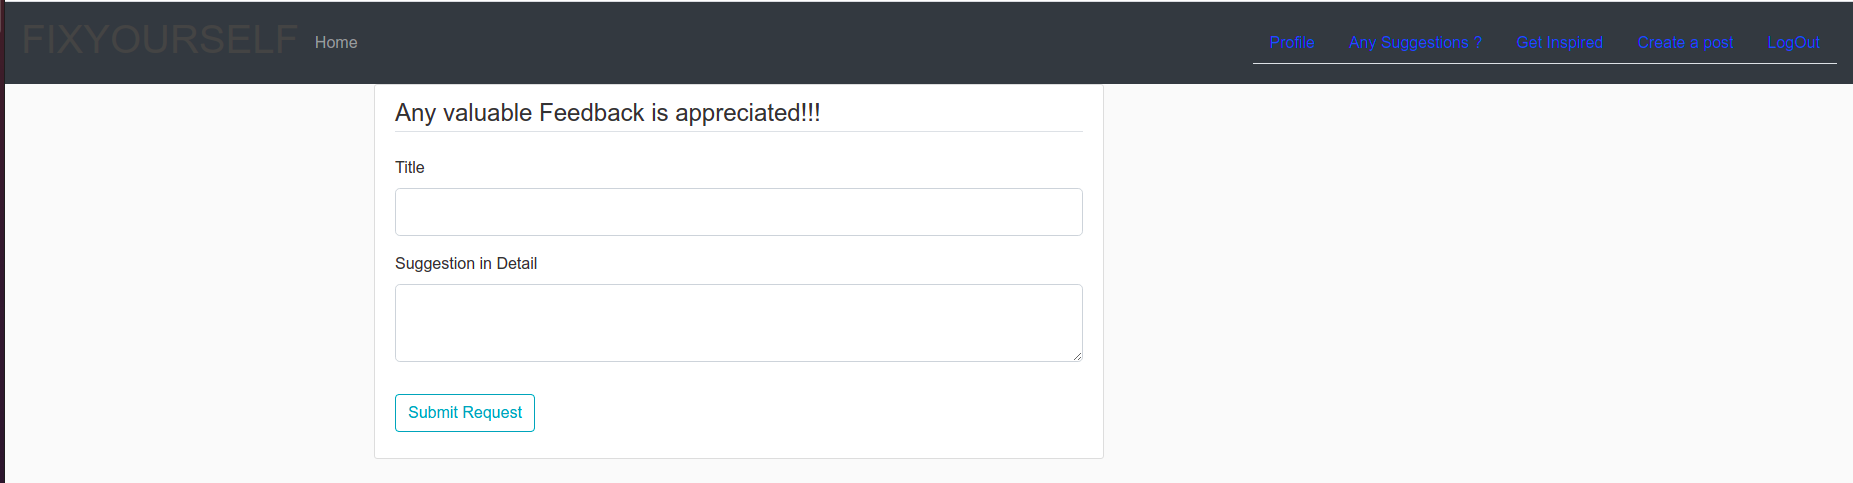 FIXYOURSELF Home Profile Any Suggestions ? Get Inspired Create a post LogOut
Any valuable Feedback is appreciated!!!
Title
Suggestion in Detail
Submit Request